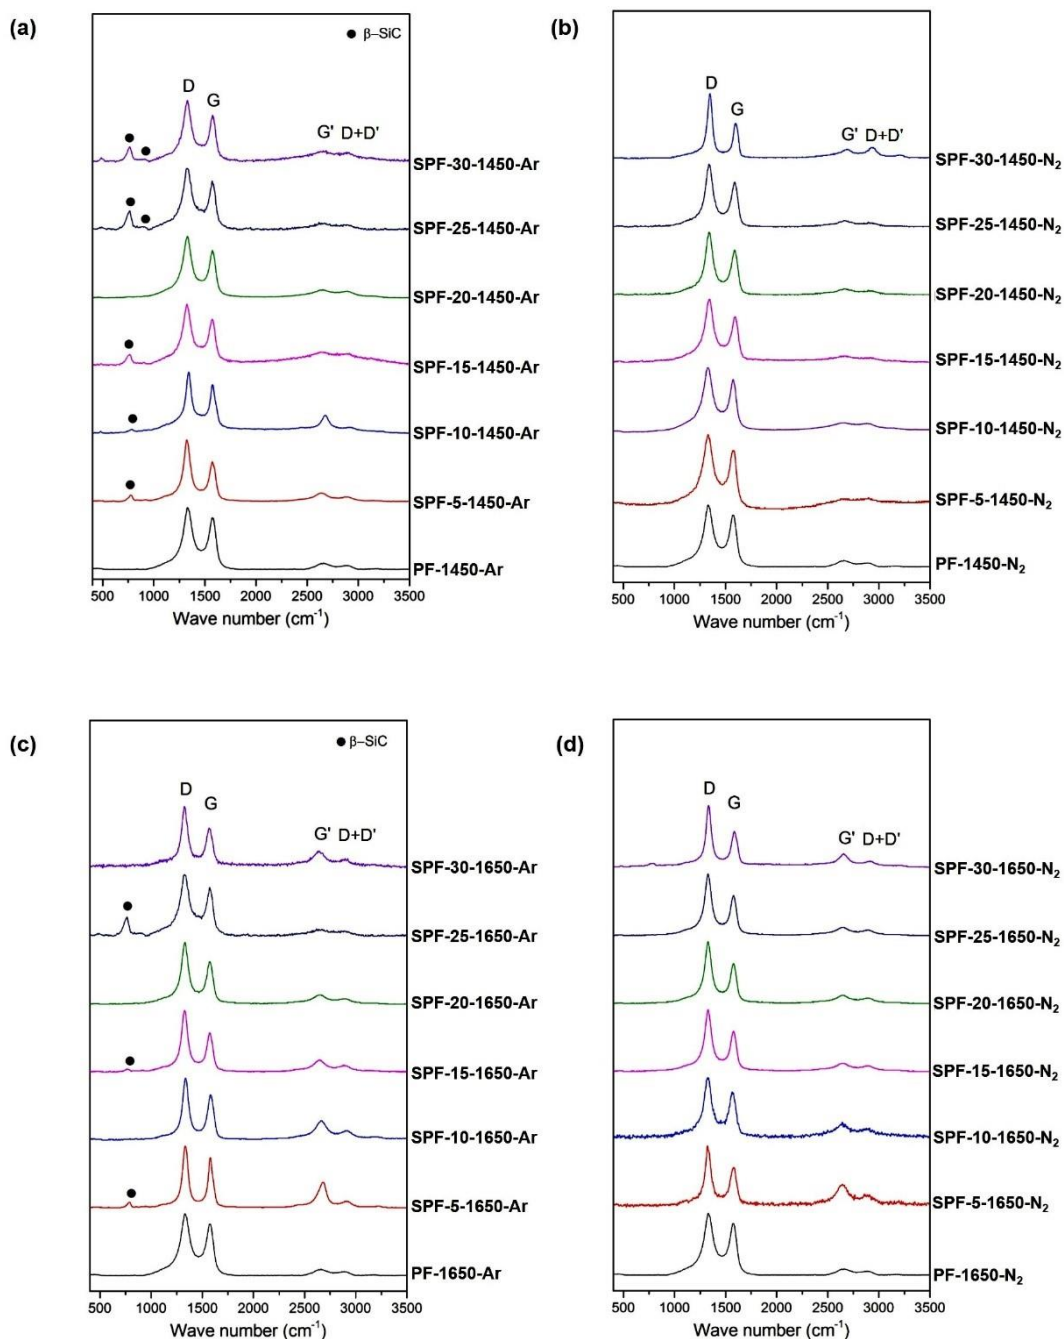 (a)
● β–SiC
D
G
G' D+D'
SPF-30-1450-Ar
SPF-25-1450-Ar
SPF-20-1450-Ar
SPF-15-1450-Ar
SPF-10-1450-Ar
SPF-5-1450-Ar
PF-1450-Ar
500 1000 1500 2000 2500 3000 3500
Wave number (cm⁻¹)
(b)
D
G
G' D+D'
SPF-30-1450-N₂
SPF-25-1450-N₂
SPF-20-1450-N₂
SPF-15-1450-N₂
SPF-10-1450-N₂
SPF-5-1450-N₂
PF-1450-N₂
500 1000 1500 2000 2500 3000 3500
Wave number (cm⁻¹)
(c)
● β–SiC
D
G
G' D+D'
SPF-30-1650-Ar
SPF-25-1650-Ar
SPF-20-1650-Ar
SPF-15-1650-Ar
SPF-10-1650-Ar
SPF-5-1650-Ar
PF-1650-Ar
500 1000 1500 2000 2500 3000 3500
Wave number (cm⁻¹)
(d)
D
G
G' D+D'
SPF-30-1650-N₂
SPF-25-1650-N₂
SPF-20-1650-N₂
SPF-15-1650-N₂
SPF-10-1650-N₂
SPF-5-1650-N₂
PF-1650-N₂
500 1000 1500 2000 2500 3000 3500
Wave number (cm⁻¹)